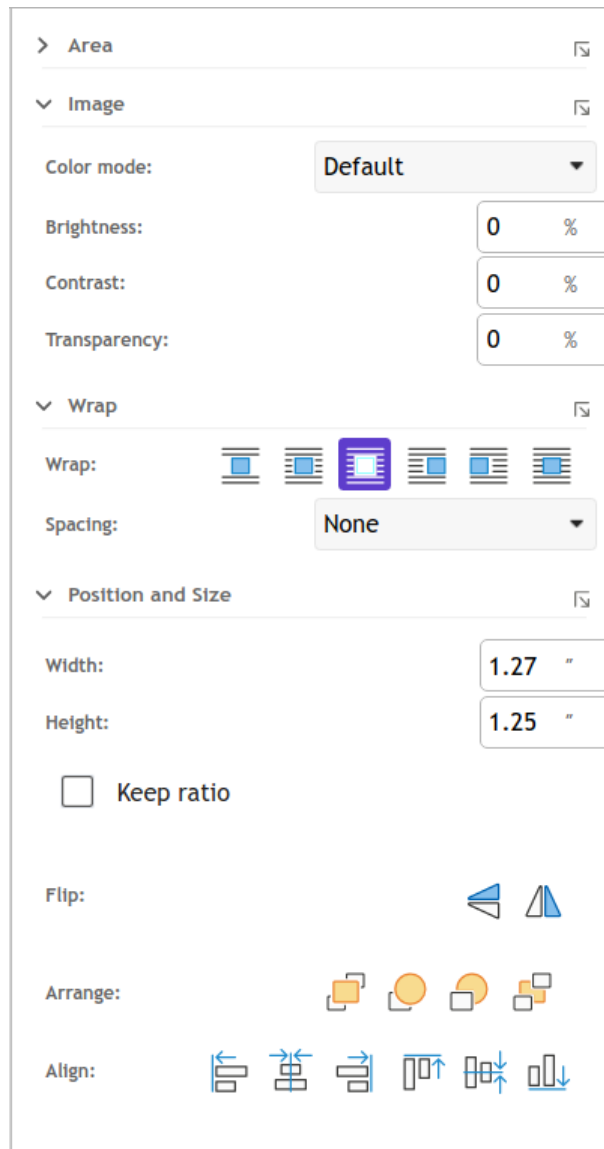 Area
Image
Color mode: Default
Brightness: 0 %
Contrast: 0 %
Transparency: 0 %
Wrap
Wrap:
Spacing: None
Position and Size
Width: 1.27 ″
Height: 1.25 ″
Keep ratio
Flip:
Arrange:
Align: